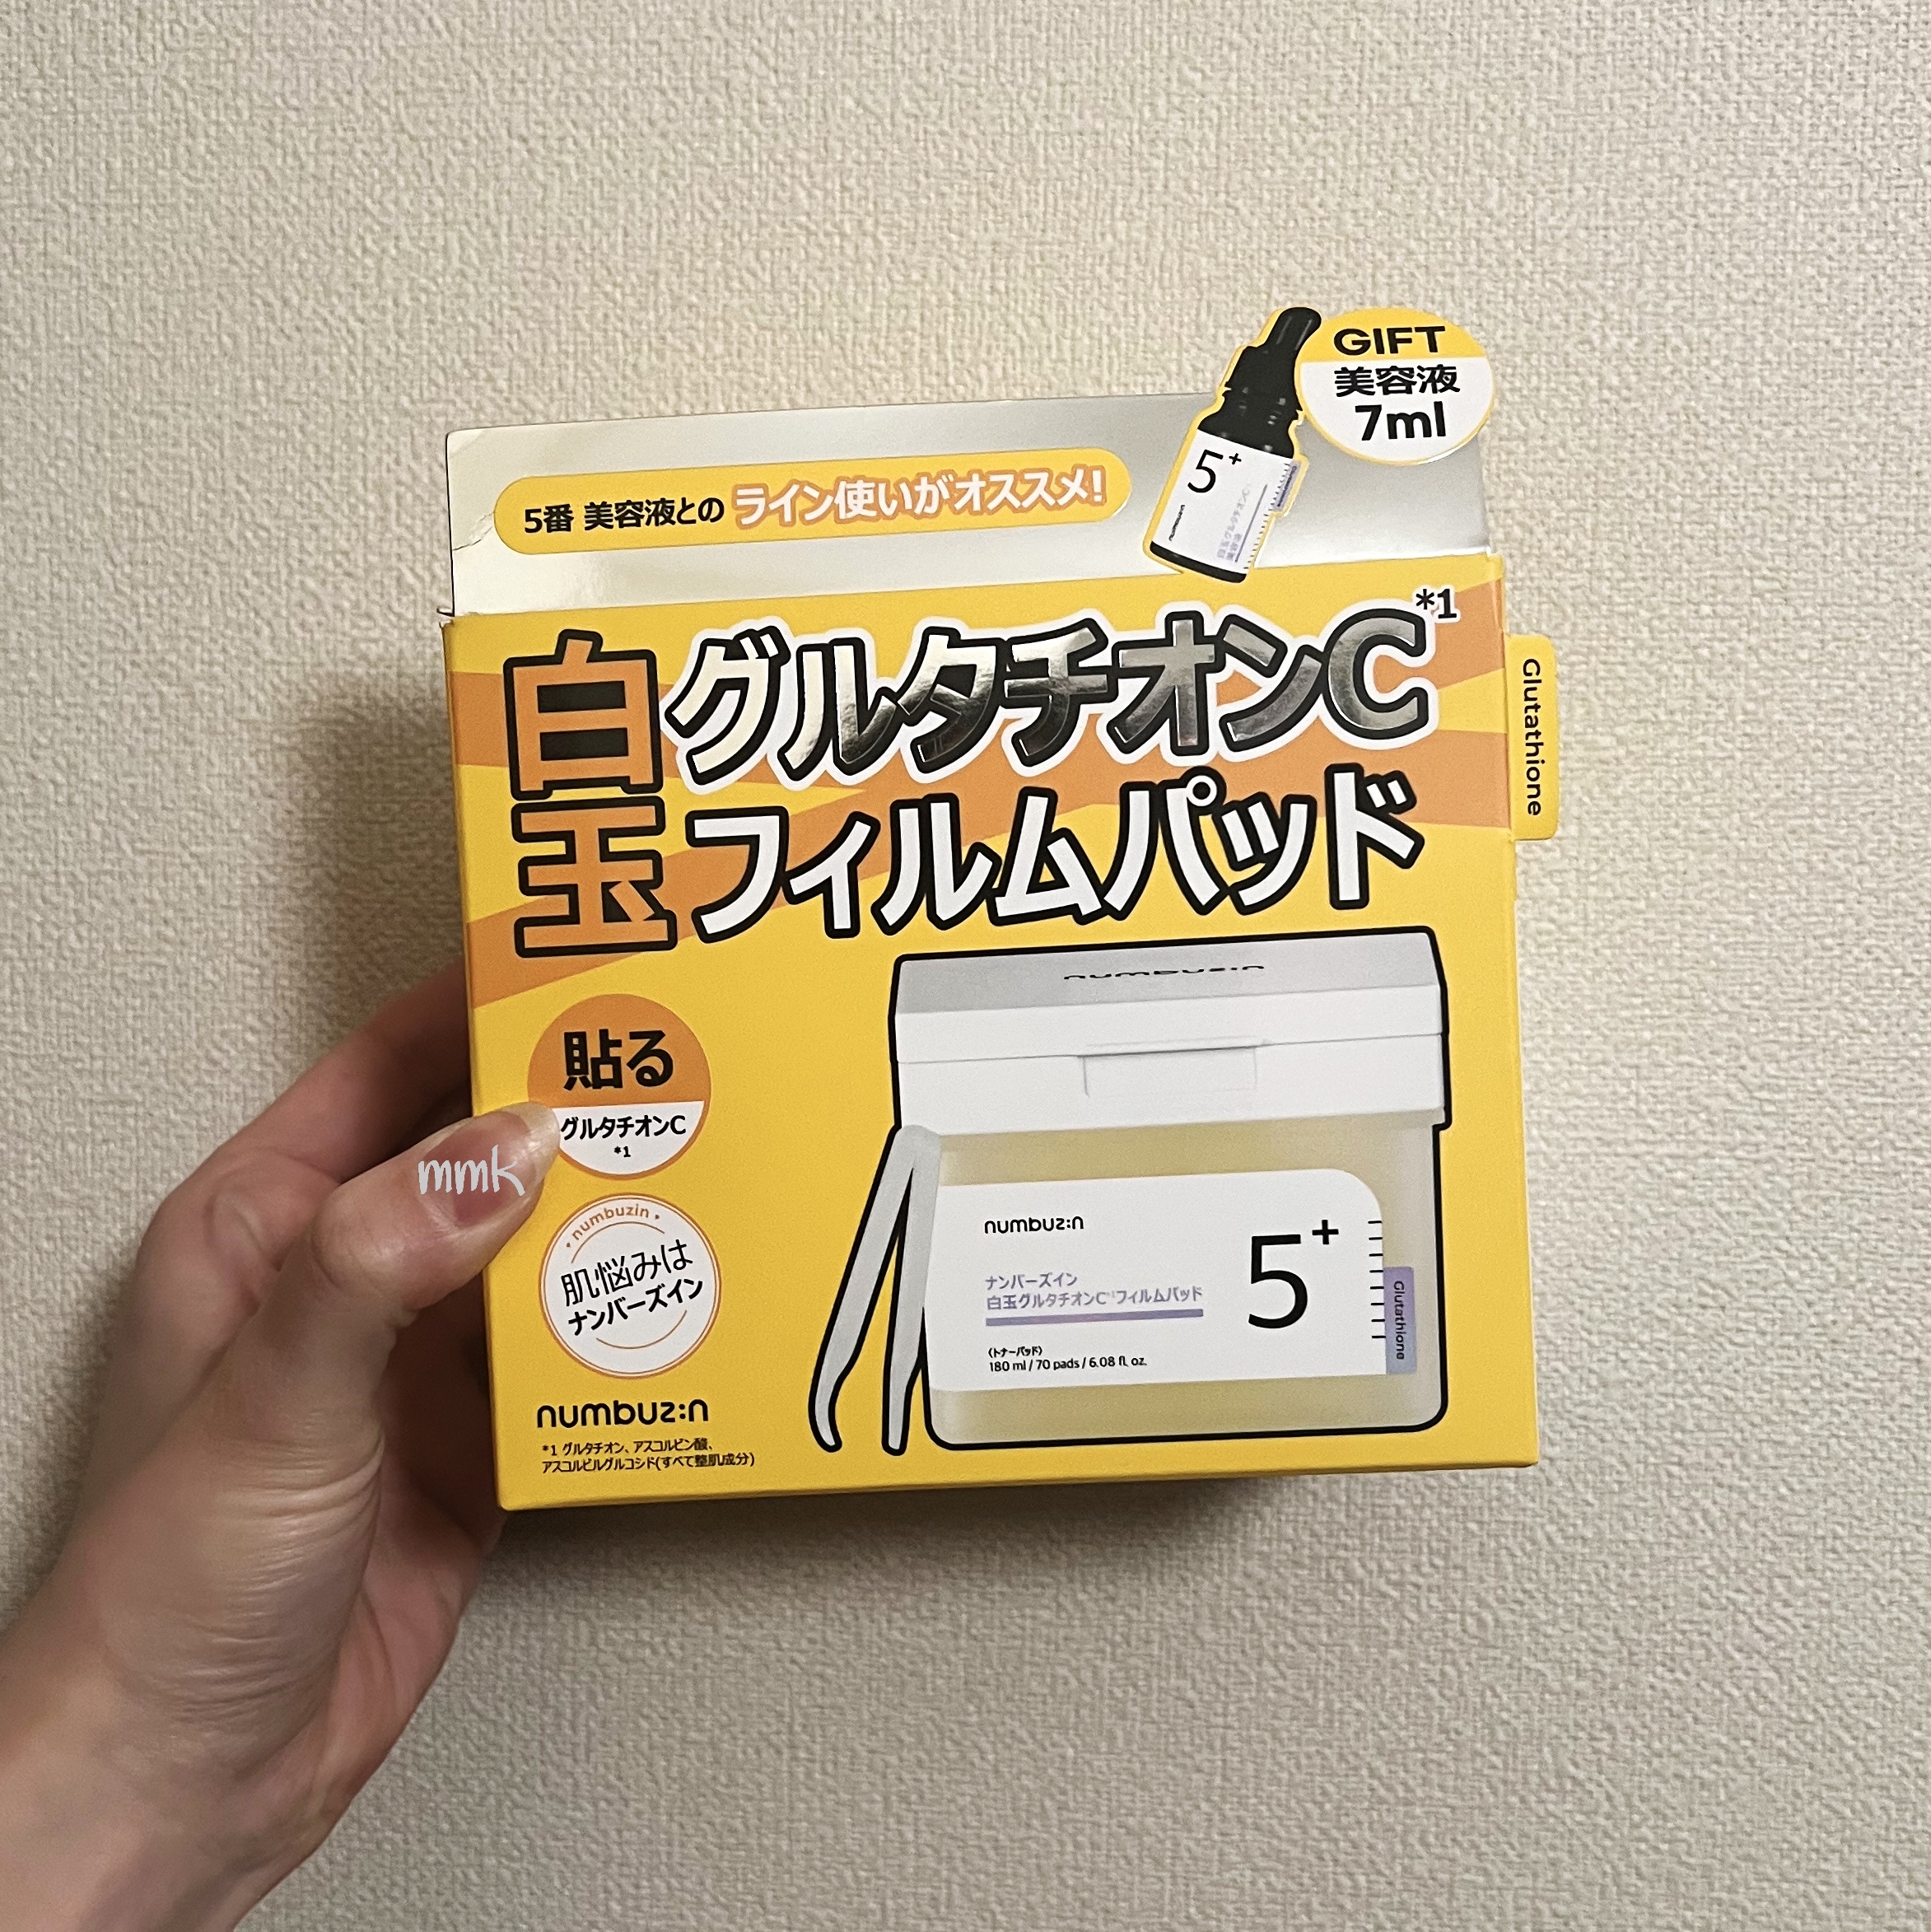 GIFT
美容液
7ml
5番 美容液との ライン使いがオススメ!
5+
numbuz:n
白玉グルタチオンC*1
フィルムパッド
Glutathione
numbuz:n
貼る
グルタチオンC
*1
mmk
numbuzin
肌悩みは
ナンバーズイン
numbuz:n
5+
ナンバーズイン
白玉グルタチオンC*1フィルムパッド
Glutathione
(トナーパッド)
180 ml / 70 pads / 6.08 fl. oz.
numbuz:n
*1 グルタチオン、アスコルビン酸、
アスコルビルグルコシド(すべて整肌成分)